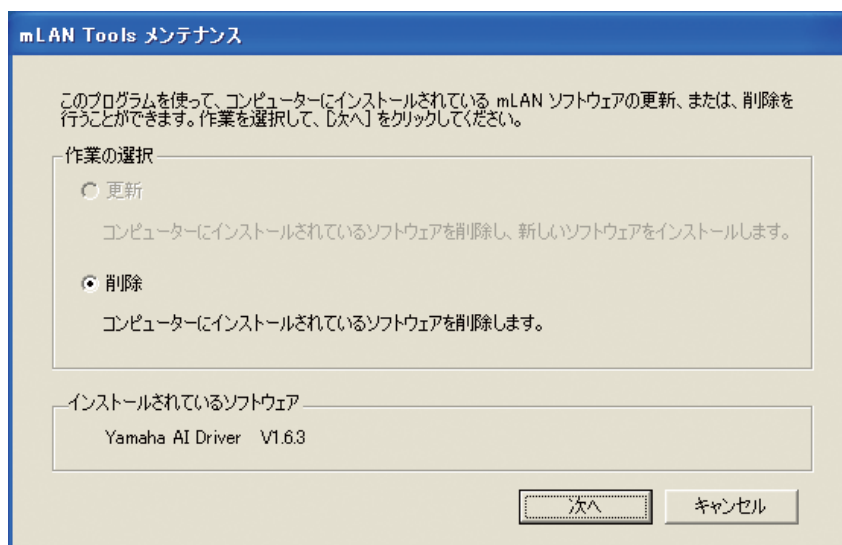 mLAN Tools メンテナンス
このプログラムを使って、コンピューターにインストールされている mLAN ソフトウェアの更新、または、削除を
行うことができます。作業を選択して、[次へ] をクリックしてください。
作業の選択
更新
コンピューターにインストールされているソフトウェアを削除し、新しいソフトウェアをインストールします。
削除
コンピューターにインストールされているソフトウェアを削除します。
インストールされているソフトウェア
Yamaha AI Driver V1.6.3
次へ
キャンセル